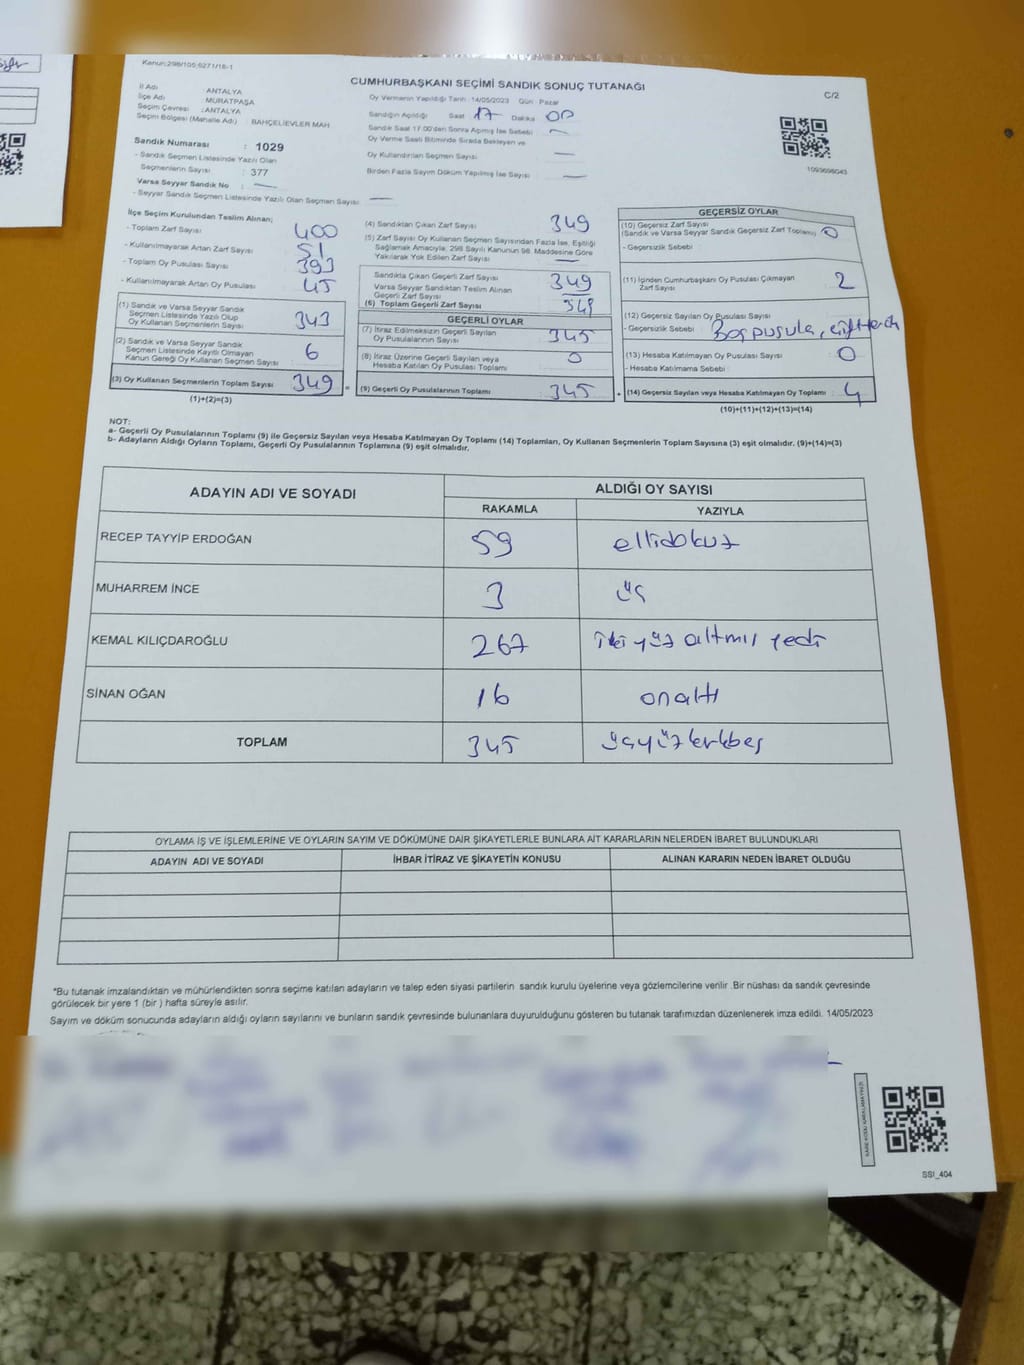 Kanun:298/105;6271/18-1
CUMHURBAŞKANI SEÇİMİ SANDIK SONUÇ TUTANAĞI
C/2
İl Adı : ANTALYA
İlçe Adı : MURATPAŞA
Seçim Çevresi : ANTALYA
Seçim Bölgesi (Mahalle Adı) : BAHÇELİEVLER MAH
Oy Vermenin Yapıldığı Tarih : 14/05/2023 Gün : Pazar
Sandığın Açıldığı Saat 17 Dakika 00
Sandık Saat 17:00'den Sonra Açılmış İse Sebebi : —
Oy Verme Saati Bitiminde Sırada Bekleyen ve
Oy Kullandırılan Seçmen Sayısı : —
Birden Fazla Sayım Döküm Yapılmış İse Sayısı : —
1093698043
Sandık Numarası : 1029
- Sandık Seçmen Listesinde Yazılı Olan
Seçmenlerin Sayısı : 377
Varsa Seyyar Sandık No : —
- Seyyar Sandık Seçmen Listesinde Yazılı Olan Seçmen Sayısı : —
İlçe Seçim Kurulundan Teslim Alınan;
- Toplam Zarf Sayısı : 400
- Kullanılmayarak Artan Zarf Sayısı : 51
- Toplam Oy Pusulası Sayısı : 393
- Kullanılmayarak Artan Oy Pusulası : 45
(1) Sandık ve Varsa Seyyar Sandık
Seçmen Listesinde Yazılı Olup
Oy Kullanan Seçmenlerin Sayısı : 343
(2) Sandık ve Varsa Seyyar Sandık
Seçmen Listesinde Kayıtlı Olmayan
Kanun Gereği Oy Kullanan Seçmen Sayısı : 6
(3) Oy Kullanan Seçmenlerin Toplam Sayısı : 349 =
(1)+(2)=(3)
(4) Sandıktan Çıkan Zarf Sayısı : 349
(5) Zarf Sayısı Oy Kullanan Seçmen Sayısından Fazla İse, Eşitliği
Sağlamak Amacıyla; 298 Sayılı Kanunun 98. Maddesine Göre
Yakılarak Yok Edilen Zarf Sayısı : —
Sandıkta Çıkan Geçerli Zarf Sayısı : 349
Varsa Seyyar Sandıktan Teslim Alınan
Geçerli Zarf Sayısı : —
(6) Toplam Geçerli Zarf Sayısı : 349
GEÇERLİ OYLAR
(7) İtiraz Edilmeksizin Geçerli Sayılan
Oy Pusulalarının Sayısı : 345
(8) İtiraz Üzerine Geçerli Sayılan veya
Hesaba Katılan Oy Pusulası Toplamı : 0
(9) Geçerli Oy Pusulalarının Toplamı : 345 +
GEÇERSİZ OYLAR
(10) Geçersiz Zarf Sayısı
(Sandık ve Varsa Seyyar Sandık Geçersiz Zarf Toplamı) : 0
- Geçersizlik Sebebi :
(11) İçinden Cumhurbaşkanı Oy Pusulası Çıkmayan
Zarf Sayısı : 2
(12) Geçersiz Sayılan Oy Pusulası Sayısı :
- Geçersizlik Sebebi : Boş pusula,
(13) Hesaba Katılmayan Oy Pusulası Sayısı : 0
- Hesaba Katılmama Sebebi :
(14) Geçersiz Sayılan veya Hesaba Katılmayan Oy Toplamı : 4
(10)+(11)+(12)+(13)=(14)
NOT:
a- Geçerli Oy Pusulalarının Toplamı (9) ile Geçersiz Sayılan veya Hesaba Katılmayan Oy Toplamı (14) Toplamları, Oy Kullanan Seçmenlerin Toplam Sayısına (3) eşit olmalıdır. (9)+(14)=(3)
b- Adayların Aldığı Oyların Toplamı, Geçerli Oy Pusulalarının Toplamına (9) eşit olmalıdır.
ADAYIN ADI VE SOYADI
ALDIĞI OY SAYISI
RAKAMLA YAZIYLA
RECEP TAYYİP ERDOĞAN 59 ellidokuz
MUHARREM İNCE 3 üç
KEMAL KILIÇDAROĞLU 267 iki yüz altmış yedi
SİNAN OĞAN 16 onaltı
TOPLAM 345 üçyüzkırkbeş
OYLAMA İŞ VE İŞLEMLERİNE VE OYLARIN SAYIM VE DÖKÜMÜNE DAİR ŞİKAYETLERLE BUNLARA AİT KARARLARIN NELERDEN İBARET BULUNDUKLARI
ADAYIN ADI VE SOYADI İHBAR İTİRAZ VE ŞİKAYETİN KONUSU ALINAN KARARIN NEDEN İBARET OLDUĞU
*Bu tutanak imzalandıktan ve mühürlendikten sonra seçime katılan adayların ve talep eden siyasi partilerin sandık kurulu üyelerine veya gözlemcilerine verilir .Bir nüshası da sandık çevresinde
görülecek bir yere 1 (bir ) hafta süreyle asılır.
Sayım ve döküm sonucunda adayların aldığı oyların sayılarını ve bunların sandık çevresinde bulunanlara duyurulduğunu gösteren bu tutanak tarafımızdan düzenlenerek imza edildi. 14/05/2023
KARE KODU KARALAMAYINIZ!
SSI_404